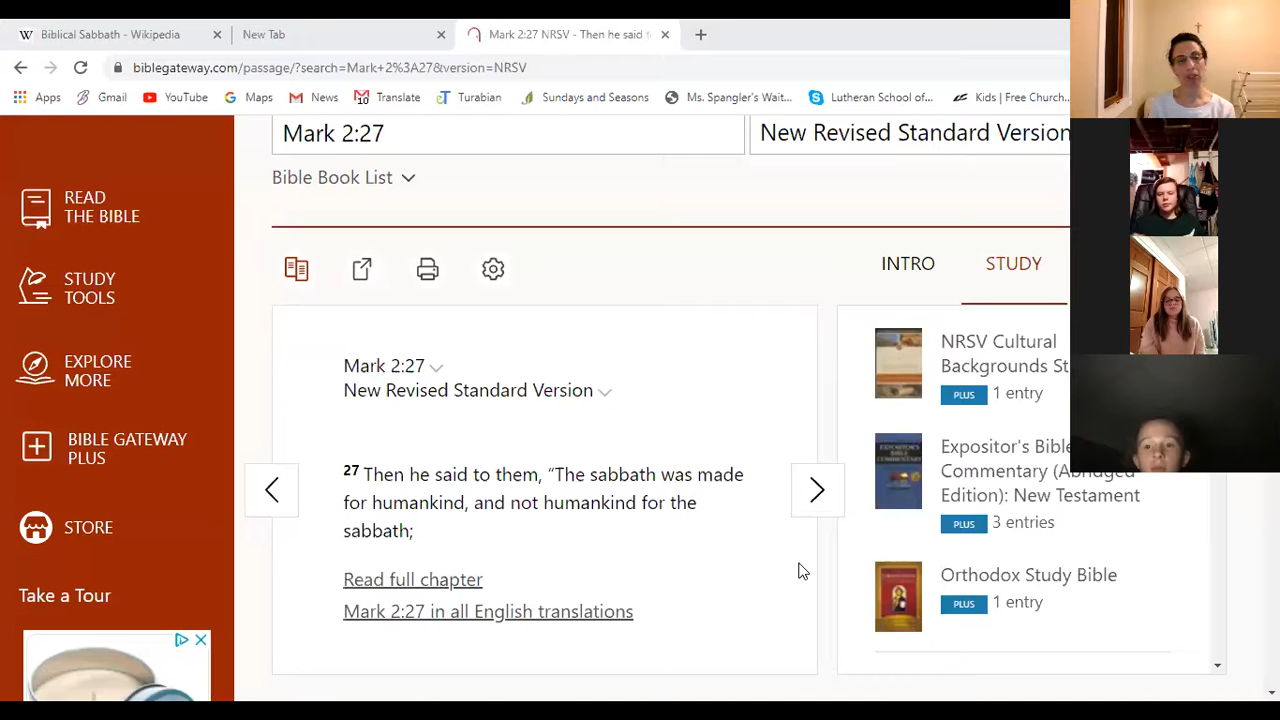 Biblical Sabbath - Wikipedia
New Tab
Mark 2:27 NRSV - Then he said t
biblegateway.com/passage/?search=Mark+2%3A27&version=NRSV
Apps Gmail YouTube Maps News Translate Turabian Sundays and Seasons Ms. Spangler's Wait... Lutheran School of... Kids | Free Church...
Mark 2:27
New Revised Standard Version
Bible Book List
READ
THE BIBLE
STUDY
TOOLS
EXPLORE
MORE
BIBLE GATEWAY
PLUS
STORE
Take a Tour
INTRO STUDY
Mark 2:27
New Revised Standard Version
27 Then he said to them, “The sabbath was made
for humankind, and not humankind for the
sabbath;
Read full chapter
Mark 2:27 in all English translations
NRSV Cultural
Backgrounds St
PLUS 1 entry
Expositor's Bible
Commentary (Abridged
Edition): New Testament
PLUS 3 entries
Orthodox Study Bible
PLUS 1 entry